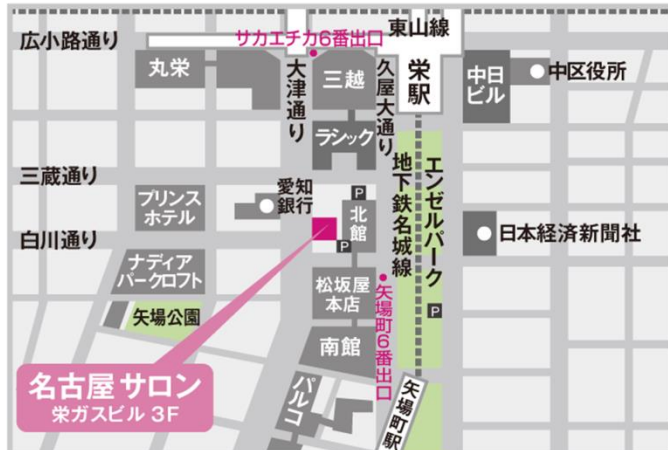 東山線
広小路通り
サカエチカ6番出口
丸栄
大津通り
三越
久屋大通り
栄駅
中日
ビル
中区役所
ラシック
地下鉄名城線
エンゼルパーク
三蔵通り
プリンス
ホテル
愛知
銀行
P
北館
P
白川通り
日本経済新聞社
ナディア
パークロフト
松坂屋
本店
矢場町6番出口
P
矢場公園
南館
名古屋 サロン
栄ガスビル 3F
パルコ
矢場町駅